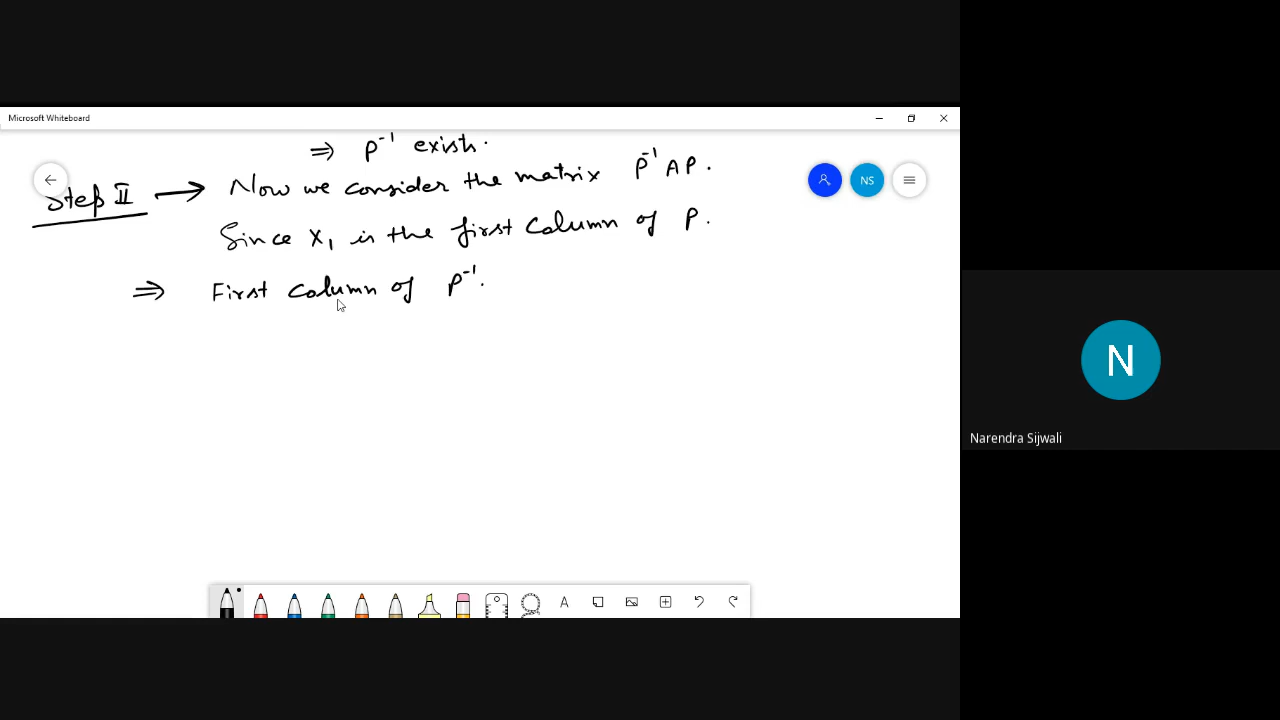 Microsoft Whiteboard
⇒ P⁻¹ exists.
Step II → Now we consider the matrix P⁻¹AP.
NS
Since X₁ is the first column of P.
⇒ First column of P⁻¹.
N
Narendra Sijwali
A